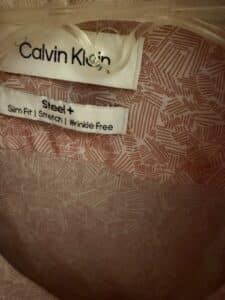 Calvin Klein
Steel+
Slim Fit | Stretch | Wrinkle Free